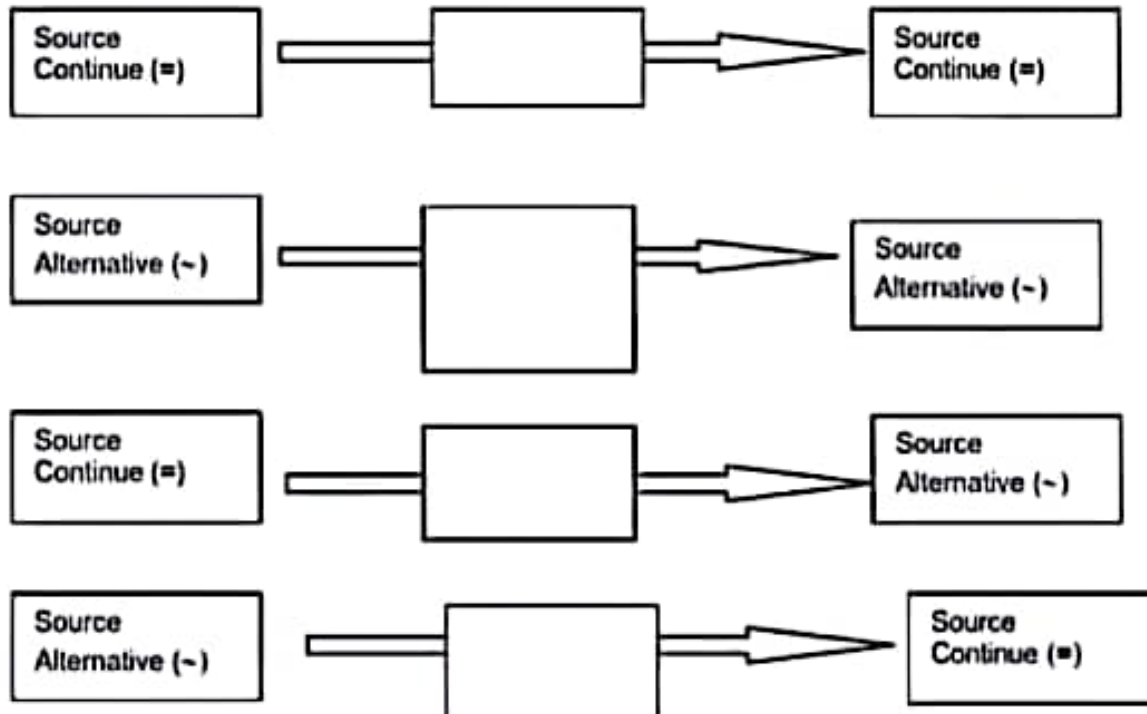 Source
Continue (=)
Source
Continue (=)
Source
Alternative (~)
Source
Alternative (~)
Source
Continue (=)
Source
Alternative (~)
Source
Alternative (~)
Source
Continue (=)